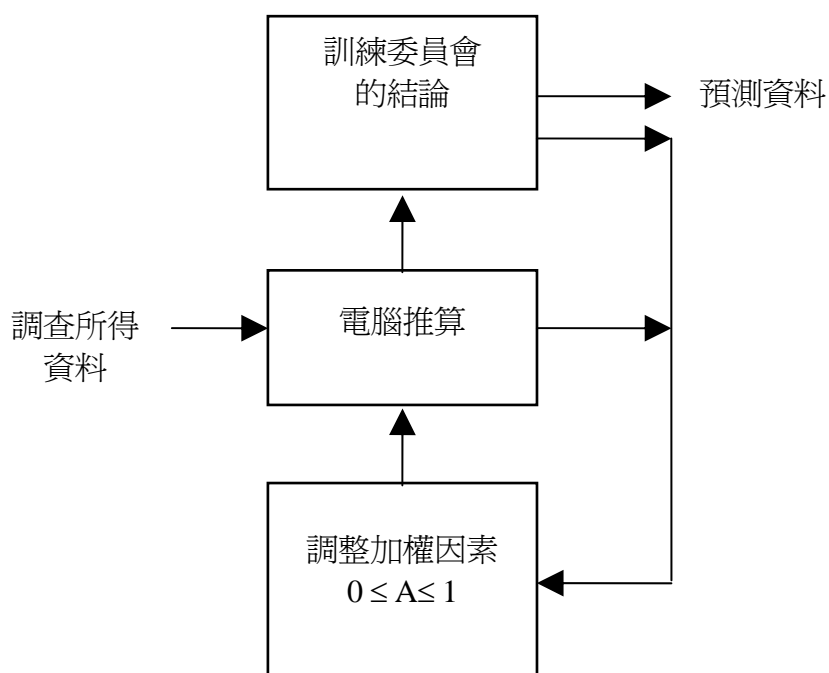 訓練委員會
的結論
預測資料
調查所得
資料
電腦推算
調整加權因素
0 ≤ A≤ 1